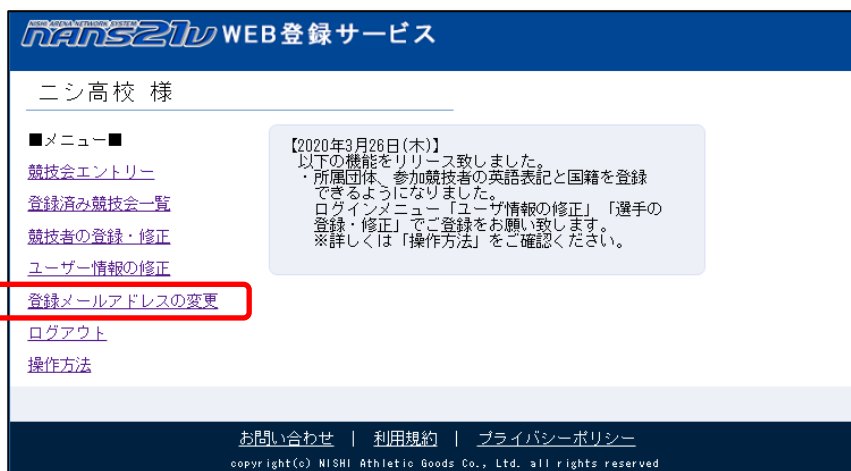 NISHI ARENA NETWORK SYSTEM
NANS21V WEB登録サービス
ニシ高校 様
■メニュー■
競技会エントリー
登録済み競技会一覧
競技者の登録・修正
ユーザー情報の修正
登録メールアドレスの変更
ログアウト
操作方法
【2020年3月26日(木)】
以下の機能をリリース致しました。
・所属団体、参加競技者の英語表記と国籍を登録
できるようになりました。
ログインメニュー「ユーザ情報の修正」「選手の
登録・修正」でご登録をお願い致します。
※詳しくは「操作方法」をご確認ください。
お問い合わせ | 利用規約 | プライバシーポリシー
copyright(c) NISHI Athletic Goods Co., Ltd. all rights reserved